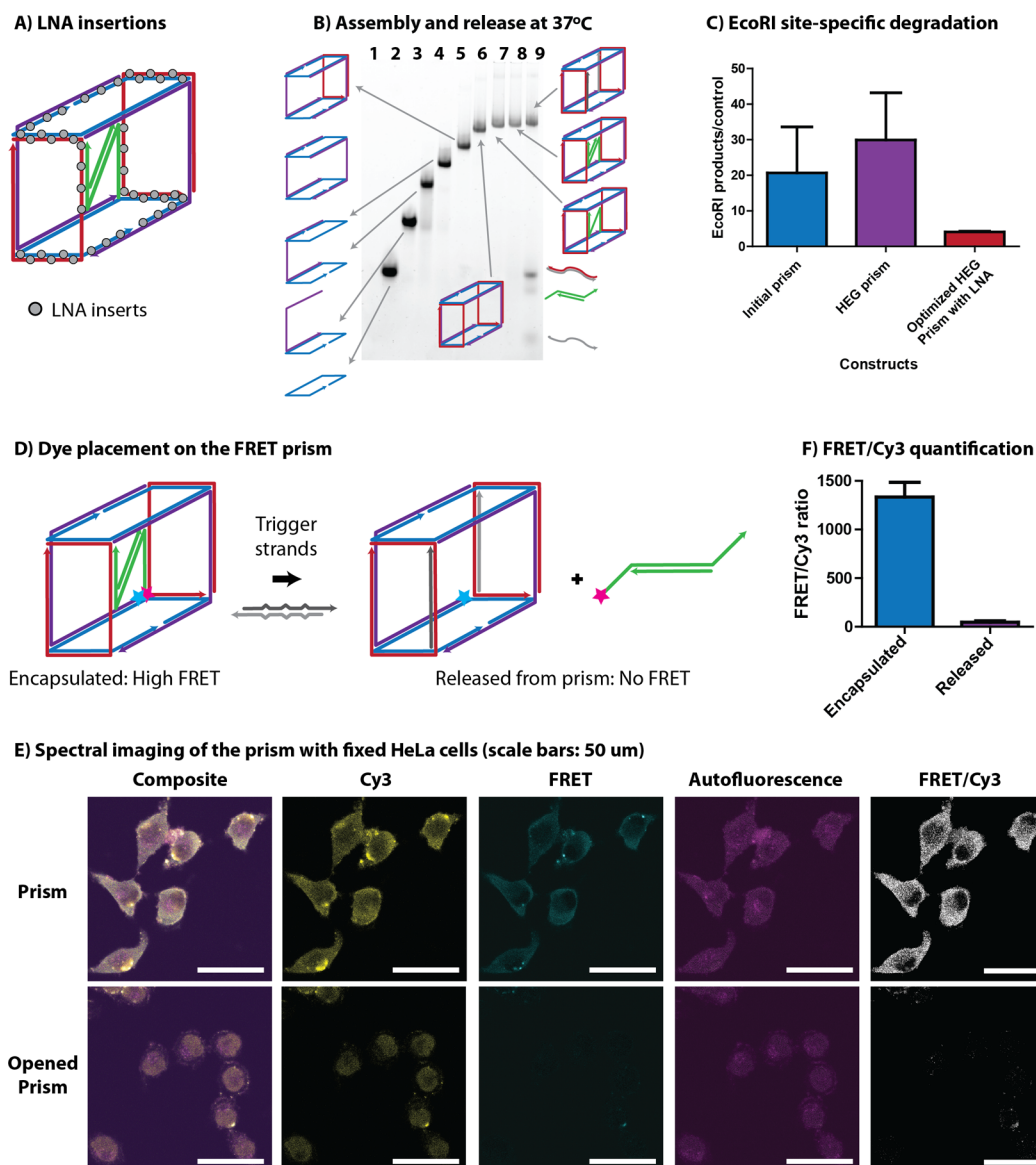 A) LNA insertions
LNA inserts
B) Assembly and release at 37ºC
1 2 3 4 5 6 7 8 9
C) EcoRI site-specific degradation
EcoRI products/control
50
40
30
20
10
0
Initial prism
HEG prism
Optimized HEG
Prism with LNA
Constructs
D) Dye placement on the FRET prism
Trigger
strands
+
Encapsulated: High FRET
Released from prism: No FRET
F) FRET/Cy3 quantification
FRET/Cy3 ratio
1500
1000
500
0
Encapsulated
Released
E) Spectral imaging of the prism with fixed HeLa cells (scale bars: 50 um)
Composite Cy3 FRET Autofluorescence FRET/Cy3
Prism
Opened
Prism